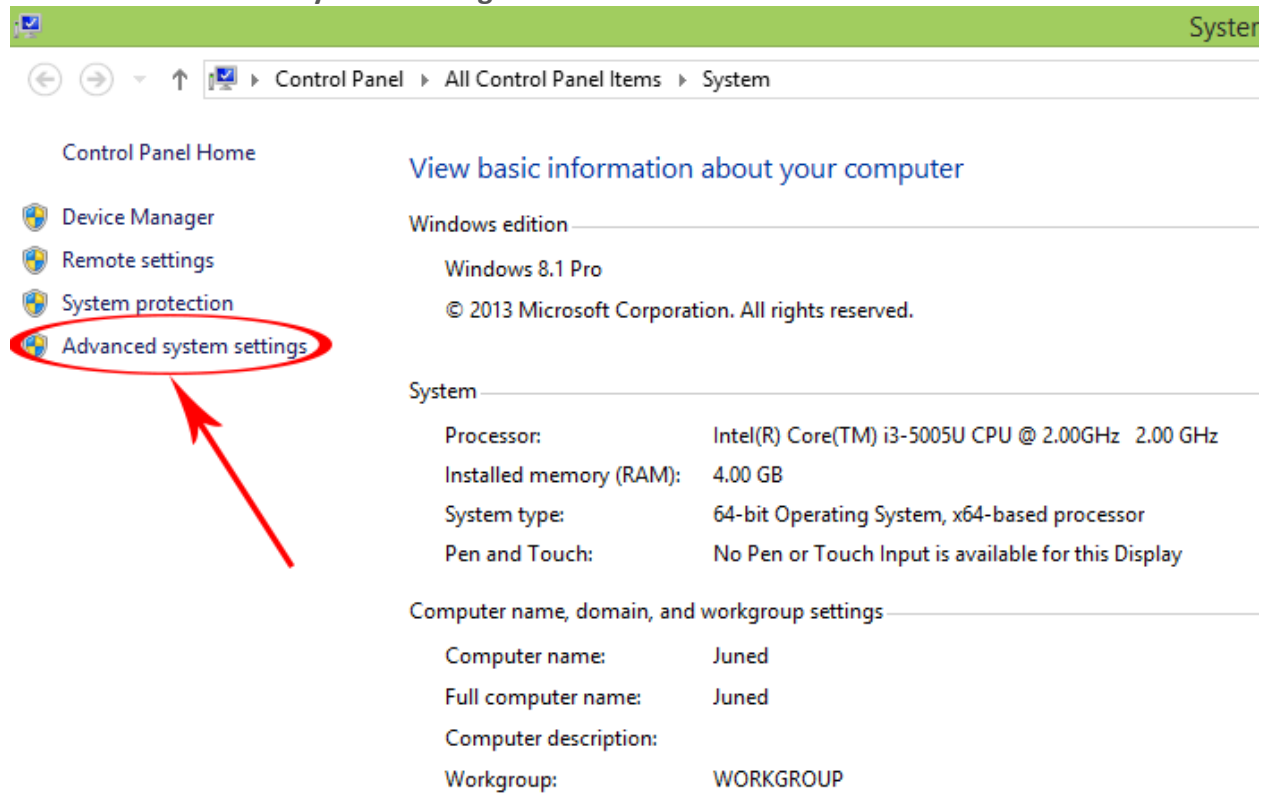 Syster
Control Panel All Control Panel Items System
Control Panel Home
Device Manager
Remote settings
System protection
Advanced system settings
View basic information about your computer
Windows edition
Windows 8.1 Pro
© 2013 Microsoft Corporation. All rights reserved.
System
Processor: Intel(R) Core(TM) i3-5005U CPU @ 2.00GHz 2.00 GHz
Installed memory (RAM): 4.00 GB
System type: 64-bit Operating System, x64-based processor
Pen and Touch: No Pen or Touch Input is available for this Display
Computer name, domain, and workgroup settings
Computer name: Juned
Full computer name: Juned
Computer description:
Workgroup: WORKGROUP